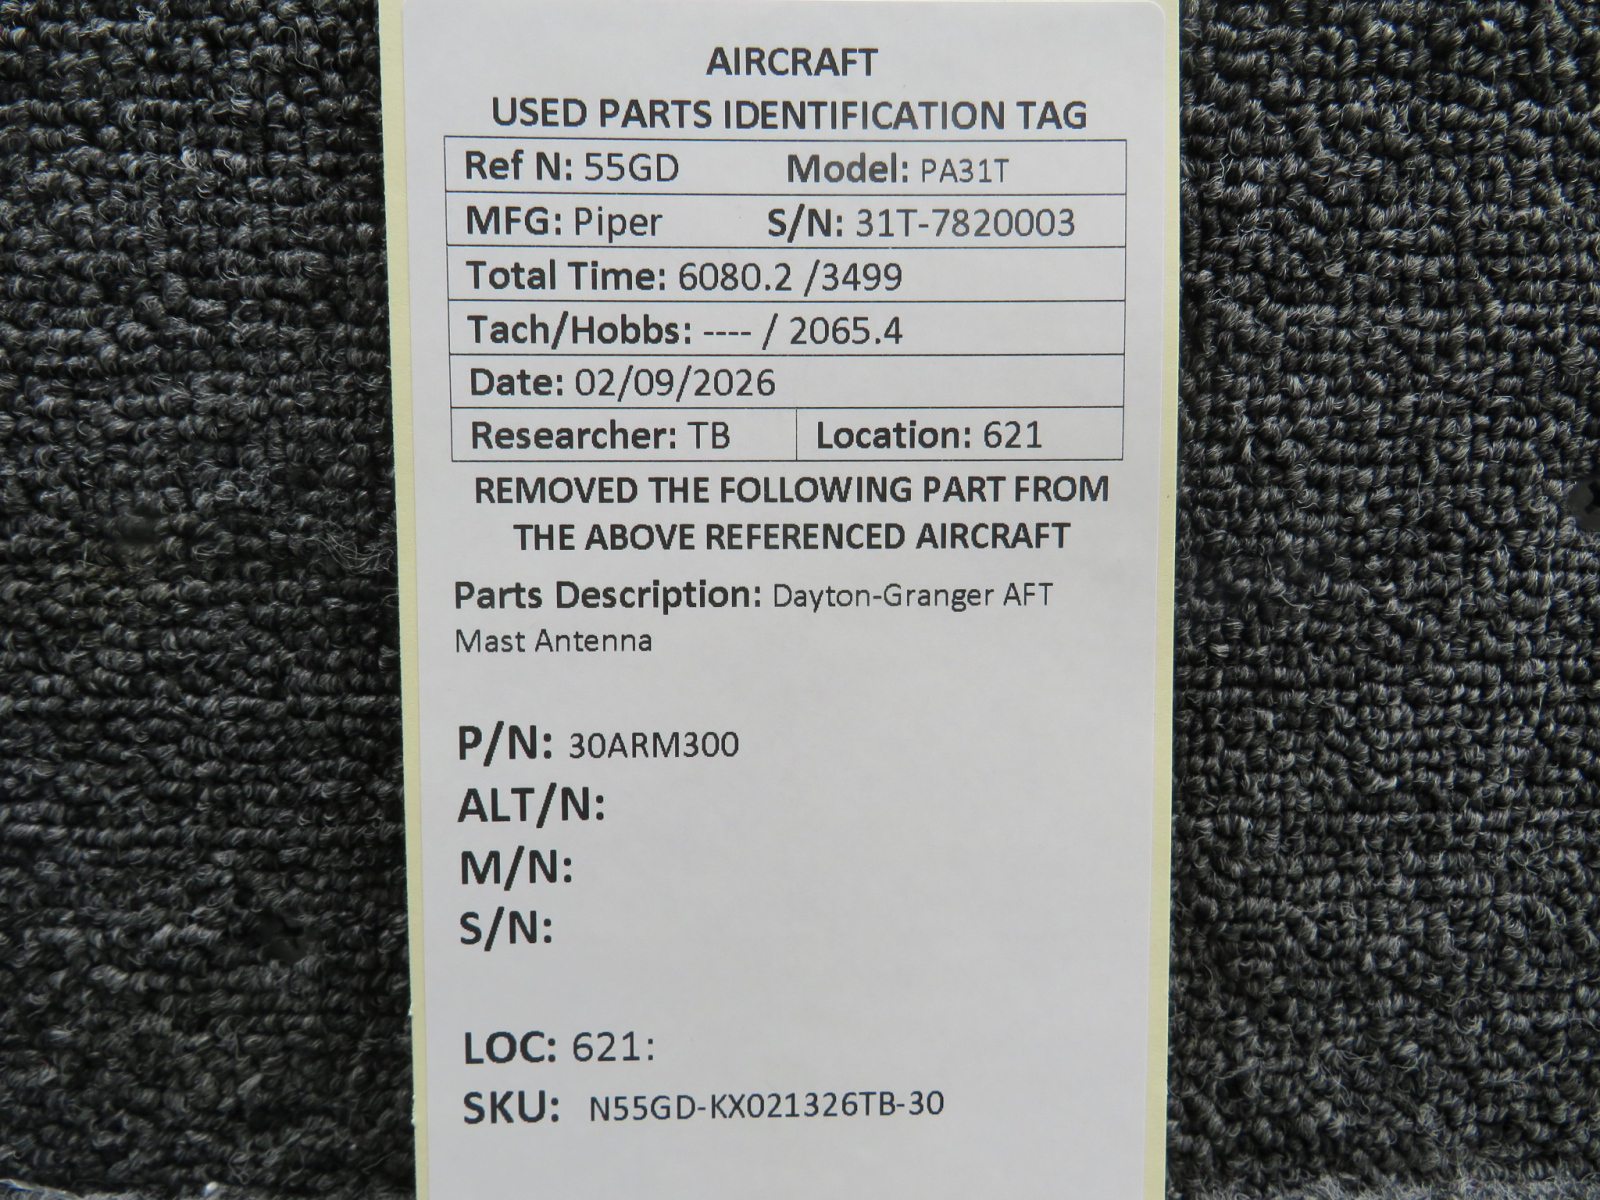 AIRCRAFT
USED PARTS IDENTIFICATION TAG
Ref N: 55GD Model: PA31T
MFG: Piper S/N: 31T-7820003
Total Time: 6080.2 /3499
Tach/Hobbs: ---- / 2065.4
Date: 02/09/2026
Researcher: TB Location: 621
REMOVED THE FOLLOWING PART FROM
THE ABOVE REFERENCED AIRCRAFT
Parts Description: Dayton-Granger AFT
Mast Antenna
P/N: 30ARM300
ALT/N:
M/N:
S/N:
LOC: 621:
SKU: N55GD-KX021326TB-30